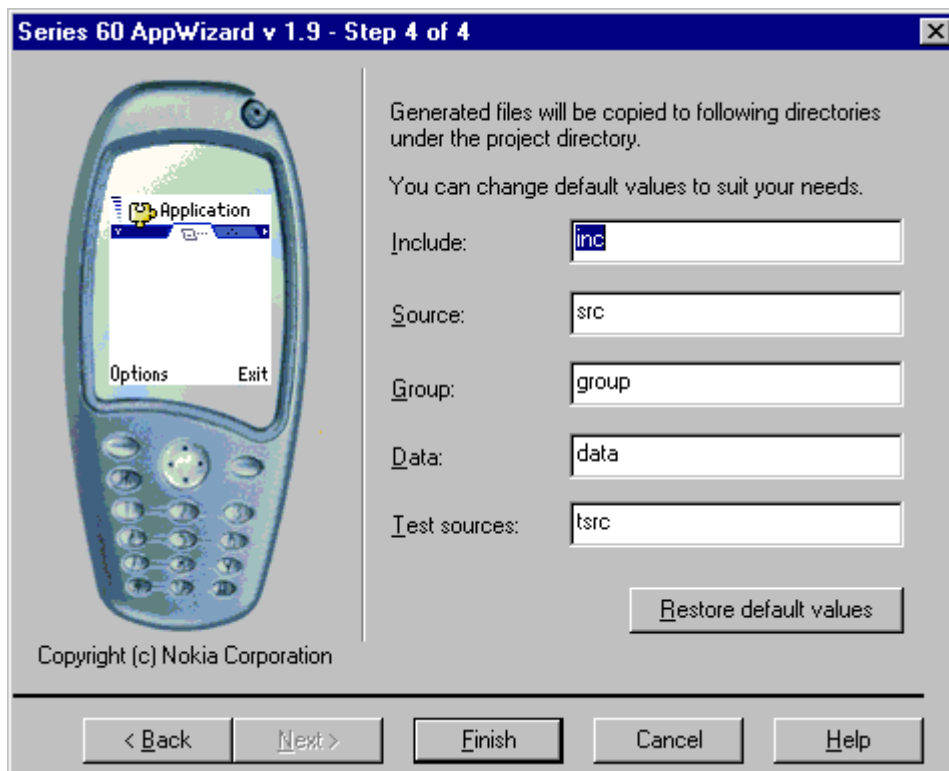 Series 60 AppWizard v 1.9 - Step 4 of 4
Application
Options
Exit
Copyright (c) Nokia Corporation
Generated files will be copied to following directories
under the project directory.
You can change default values to suit your needs.
Include:
inc
Source:
src
Group:
group
Data:
data
Test sources:
tsrc
Restore default values
< Back
Next >
Finish
Cancel
Help